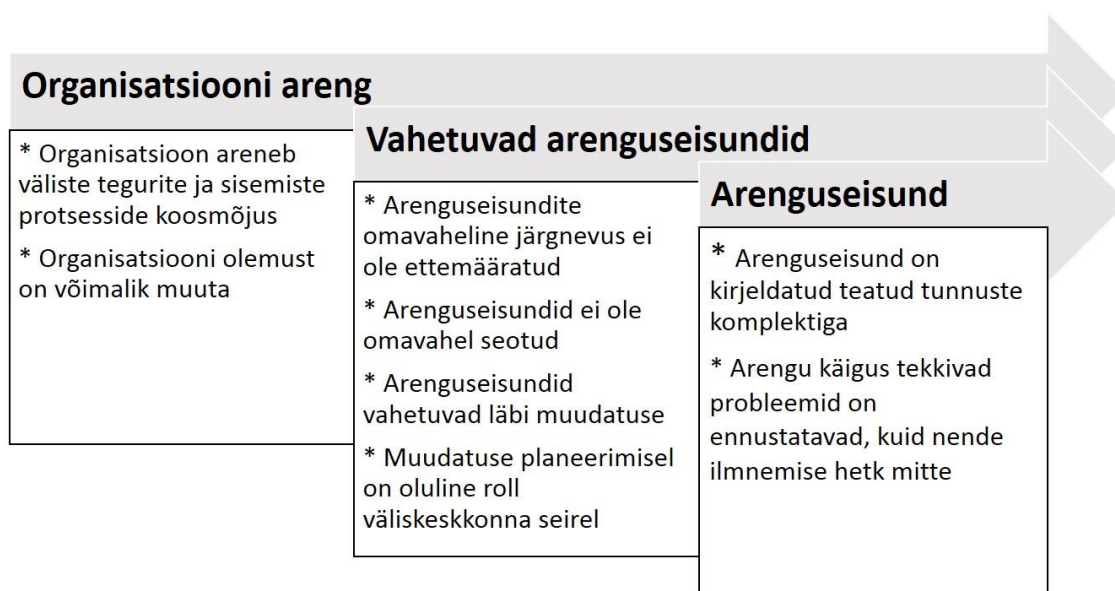 Organisatsiooni areng
* Organisatsioon areneb
väliste tegurite ja sisemiste
protsesside koosmõjus
* Organisatsiooni olemust
on võimalik muuta
Vahetuvad arenguseisundid
* Arenguseisundite
omavaheline järgnevus ei
ole ettemääratud
* Arenguseisundid ei ole
omavahel seotud
* Arenguseisundid
vahetuvad läbi muudatuse
* Muudatuse planeerimisel
on oluline roll
väliskeskkonna seirel
Arenguseisund
* Arenguseisund on
kirjeldatud teatud tunnuste
komplektiga
* Arengu käigus tekkivad
probleemid on
ennustatavad, kuid nende
ilmnemise hetk mitte